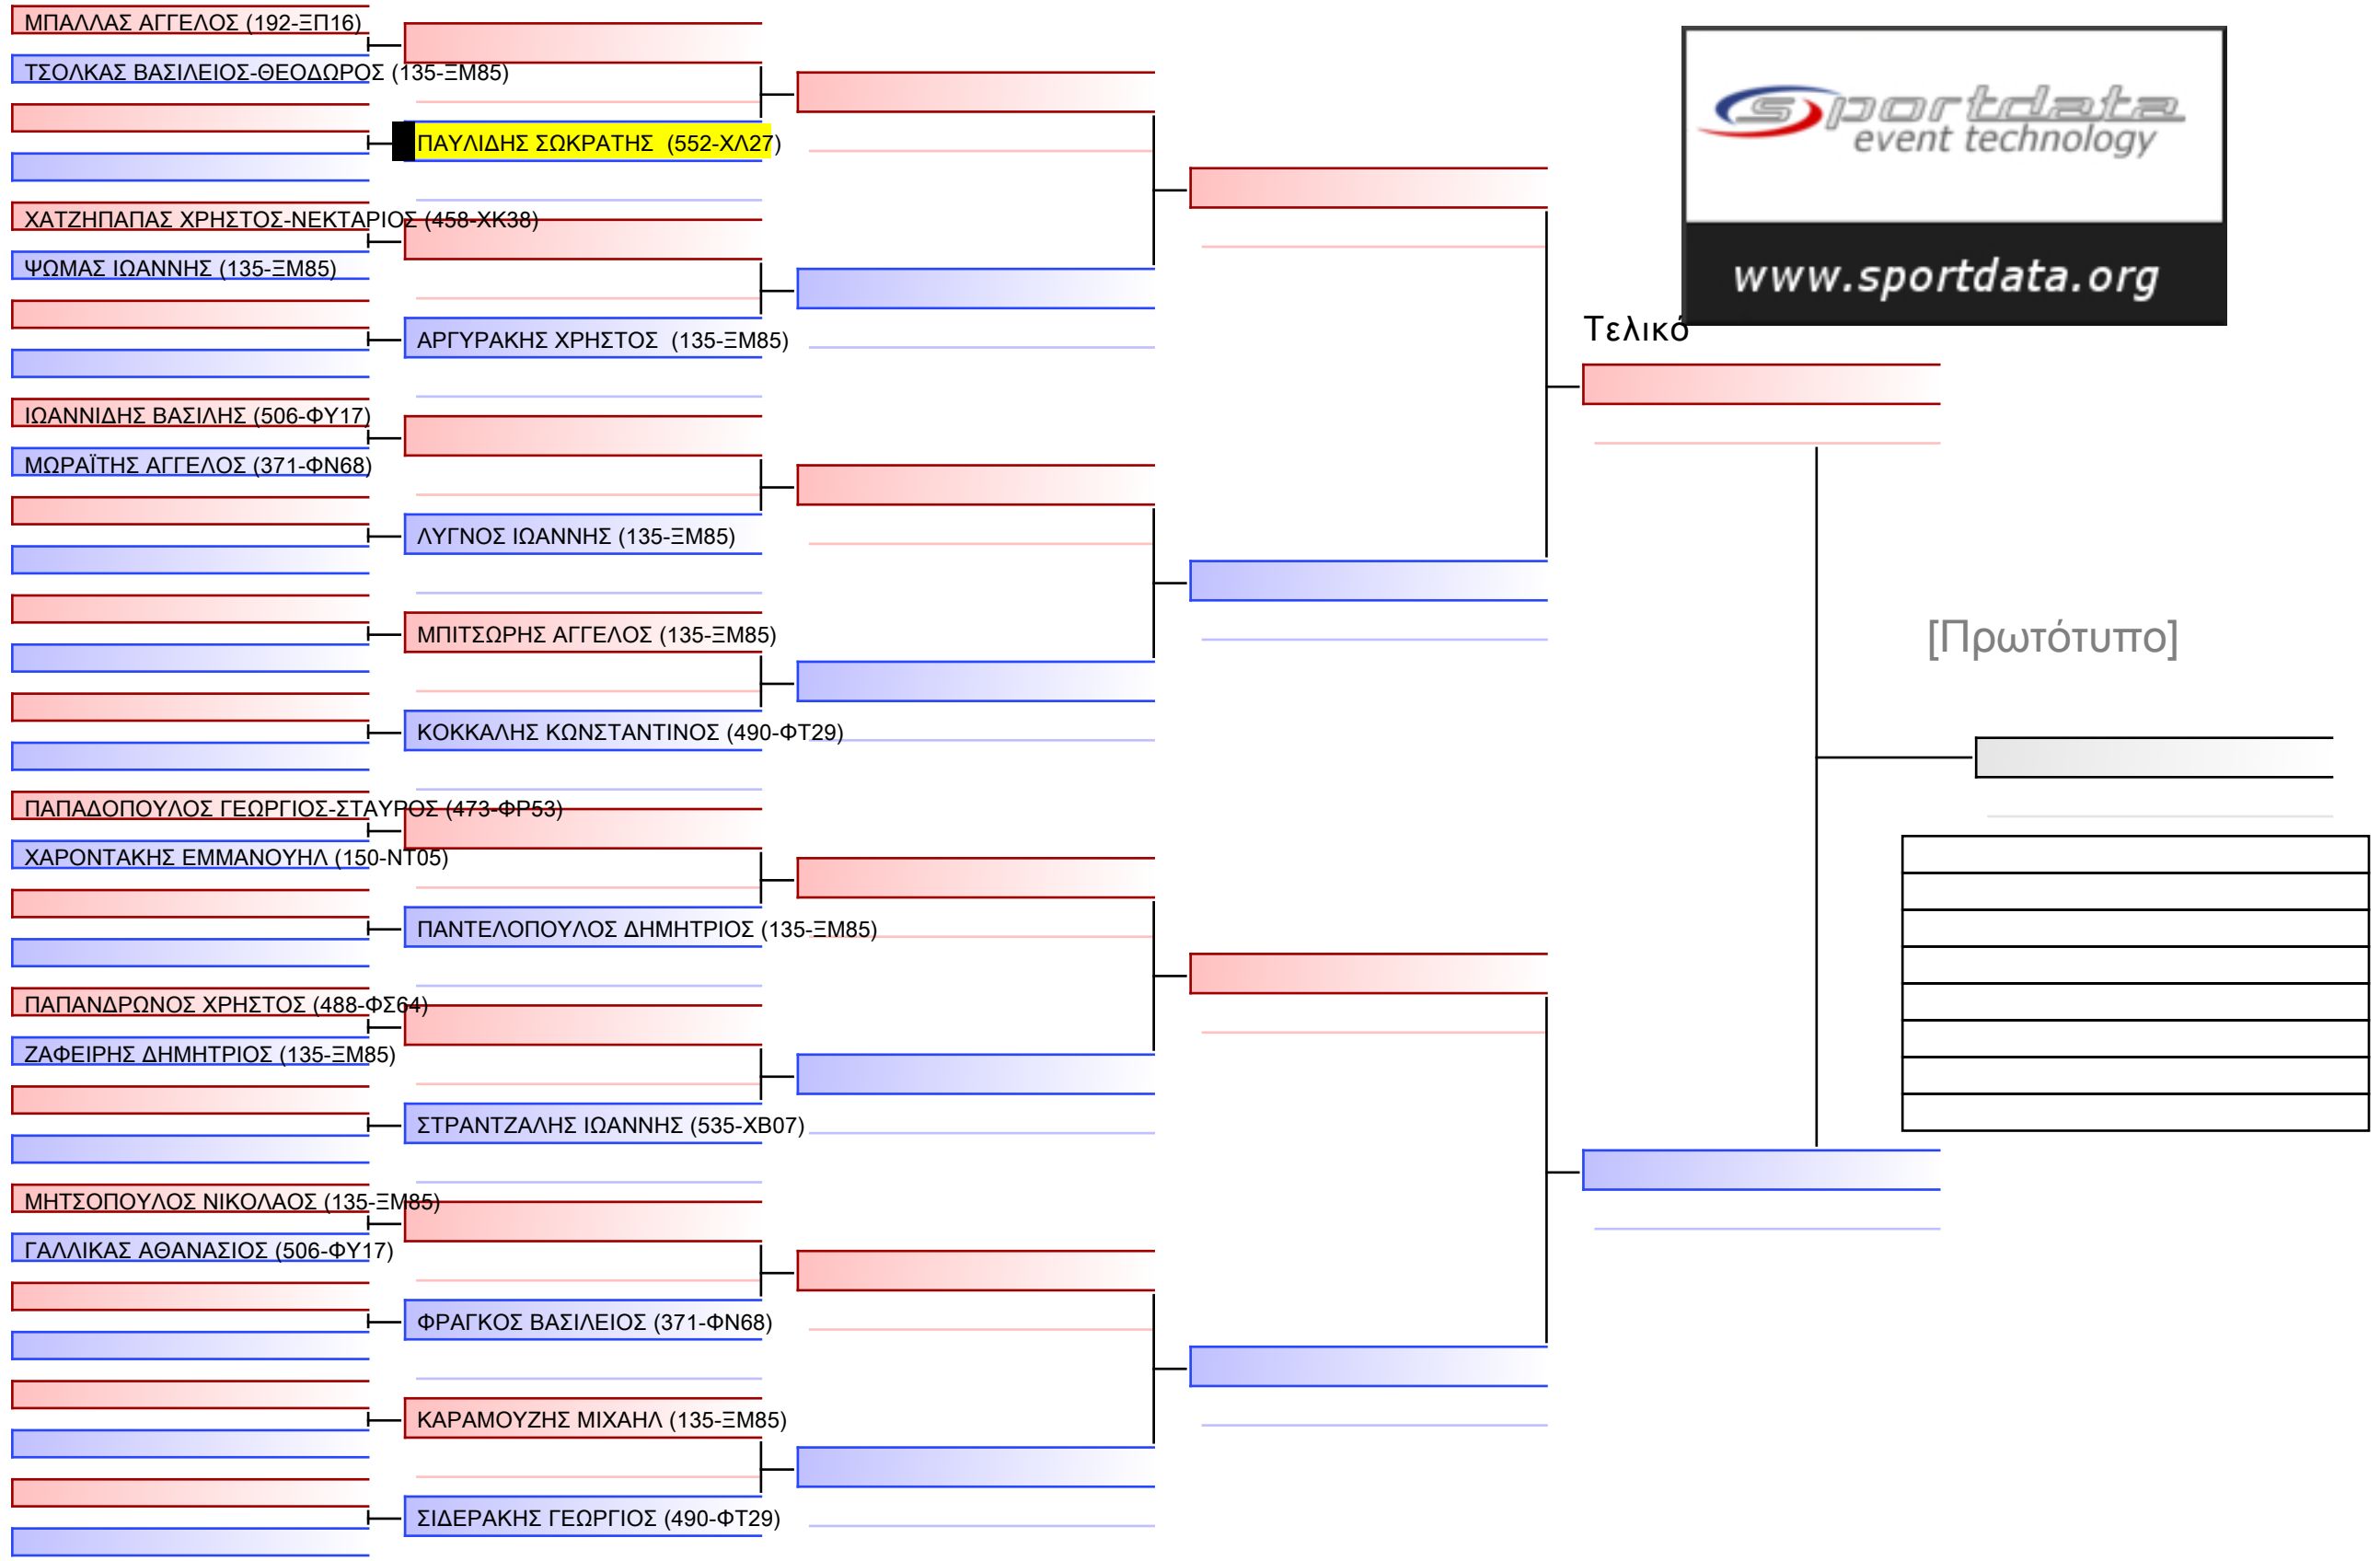 ΜΠΑΛΛΑΣ ΑΓΓΕΛΟΣ (192-ΞΠ16)
ΤΣΟΛΚΑΣ ΒΑΣΙΛΕΙΟΣ-ΘΕΟΔΩΡΟΣ (135-ΞΜ85)
ΠΑΥΛΙΔΗΣ ΣΩΚΡΑΤΗΣ (552-ΧΛ27)
ΧΑΤΖΗΠΑΠΑΣ ΧΡΗΣΤΟΣ-ΝΕΚΤΑΡΙΟΣ (458-ΧΚ38)
ΨΩΜΑΣ ΙΩΑΝΝΗΣ (135-ΞΜ85)
ΑΡΓΥΡΑΚΗΣ ΧΡΗΣΤΟΣ (135-ΞΜ85)
ΙΩΑΝΝΙΔΗΣ ΒΑΣΙΛΗΣ (506-ΦΥ17)
ΜΩΡΑΪΤΗΣ ΑΓΓΕΛΟΣ (371-ΦΝ68)
ΛΥΓΝΟΣ ΙΩΑΝΝΗΣ (135-ΞΜ85)
ΜΠΙΤΣΩΡΗΣ ΑΓΓΕΛΟΣ (135-ΞΜ85)
ΚΟΚΚΑΛΗΣ ΚΩΝΣΤΑΝΤΙΝΟΣ (490-ΦΤ29)
ΠΑΠΑΔΟΠΟΥΛΟΣ ΓΕΩΡΓΙΟΣ-ΣΤΑΥΡΟΣ (473-ΦΡ53)
ΧΑΡΟΝΤΑΚΗΣ ΕΜΜΑΝΟΥΗΛ (150-ΝΤ05)
ΠΑΝΤΕΛΟΠΟΥΛΟΣ ΔΗΜΗΤΡΙΟΣ (135-ΞΜ85)
ΠΑΠΑΝΔΡΩΝΟΣ ΧΡΗΣΤΟΣ (488-ΦΣ64)
ΖΑΦΕΙΡΗΣ ΔΗΜΗΤΡΙΟΣ (135-ΞΜ85)
ΣΤΡΑΝΤΖΑΛΗΣ ΙΩΑΝΝΗΣ (535-ΧΒ07)
ΜΗΤΣΟΠΟΥΛΟΣ ΝΙΚΟΛΑΟΣ (135-ΞΜ85)
ΓΑΛΛΙΚΑΣ ΑΘΑΝΑΣΙΟΣ (506-ΦΥ17)
ΦΡΑΓΚΟΣ ΒΑΣΙΛΕΙΟΣ (371-ΦΝ68)
ΚΑΡΑΜΟΥΖΗΣ ΜΙΧΑΗΛ (135-ΞΜ85)
ΣΙΔΕΡΑΚΗΣ ΓΕΩΡΓΙΟΣ (490-ΦΤ29)
sportdata
event technology
www.sportdata.org
Τελικό
[Πρωτότυπο]